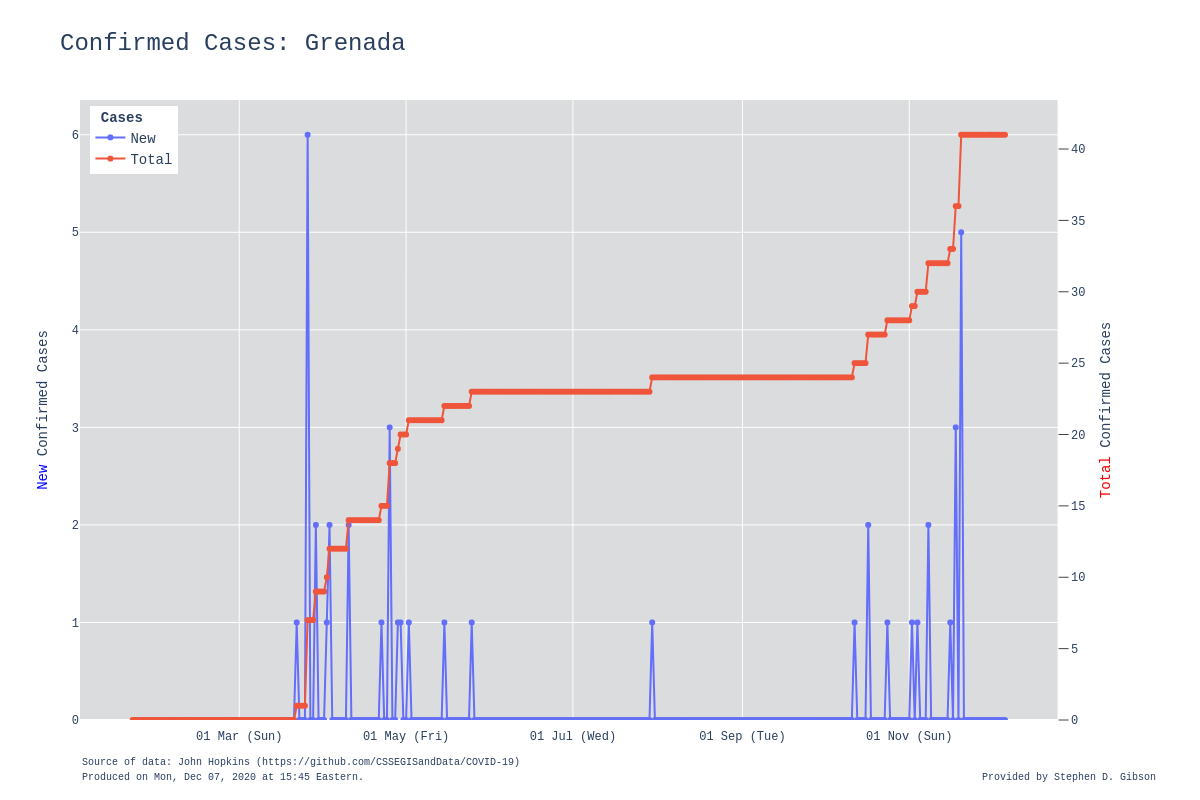 Confirmed Cases: Grenada
Cases
New
Total
6
5
4
3
2
1
0
New Confirmed Cases
40
35
30
25
20
15
10
5
0
Total Confirmed Cases
01 Mar (Sun)
01 May (Fri)
01 Jul (Wed)
01 Sep (Tue)
01 Nov (Sun)
Source of data: John Hopkins (https://github.com/CSSEGISandData/COVID-19)
Produced on Mon, Dec 07, 2020 at 15:45 Eastern.
Provided by Stephen D. Gibson